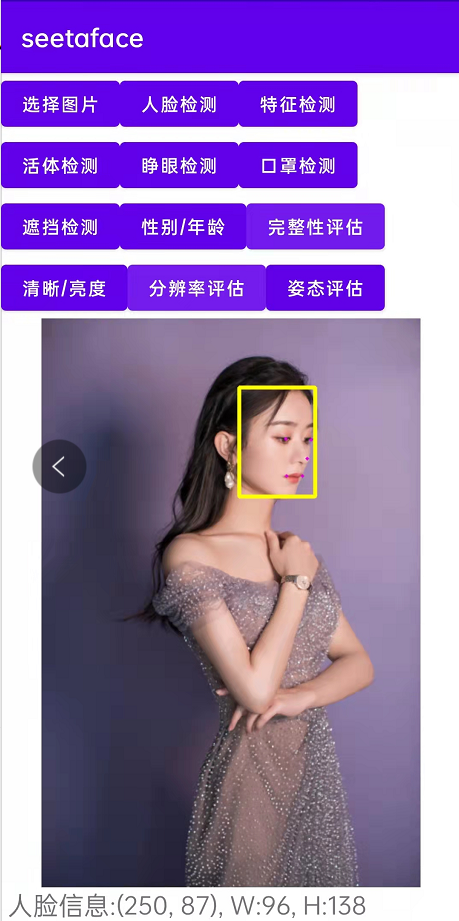 seetaface
选择图片 人脸检测 特征检测
活体检测 睁眼检测 口罩检测
遮挡检测 性别/年龄 完整性评估
清晰/亮度 分辨率评估 姿态评估
人脸信息:(250, 87), W:96, H:138